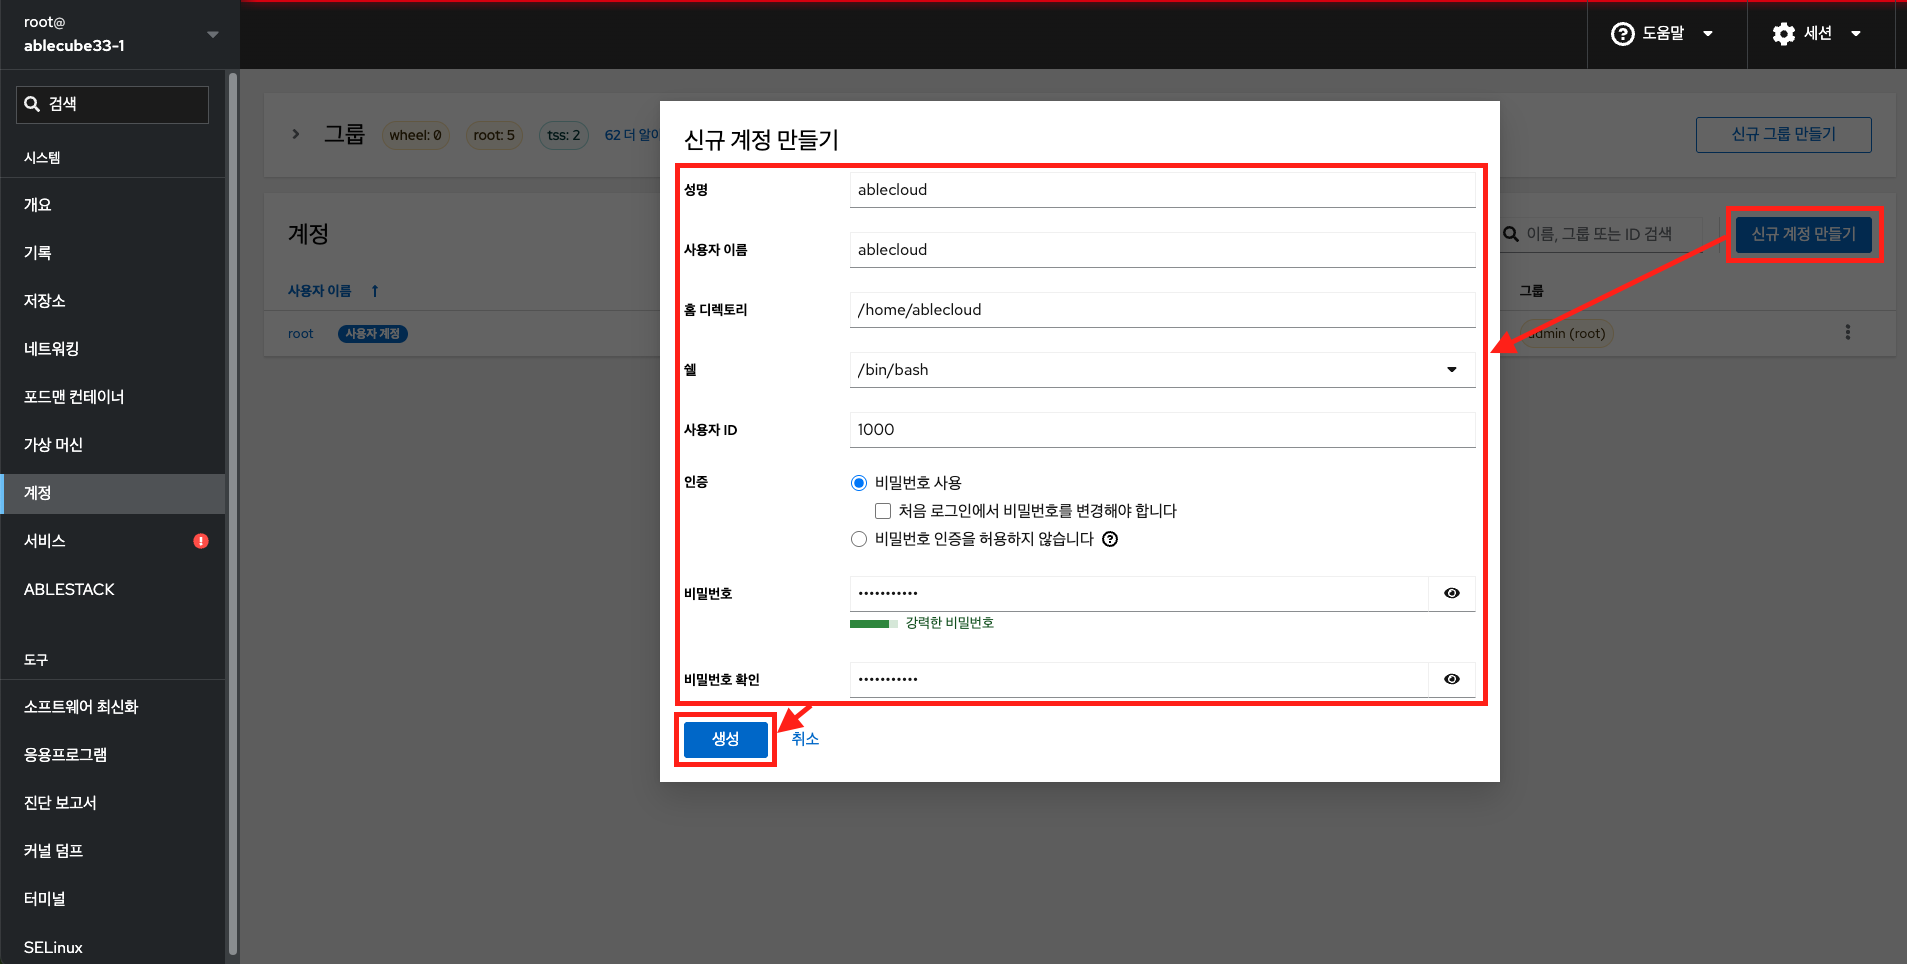 root@
ablecube33-1
도움말
세션
검색
시스템
개요
기록
저장소
네트워킹
포드맨 컨테이너
가상 머신
계정
서비스
ABLESTACK
도구
소프트웨어 최신화
응용프로그램
진단 보고서
커널 덤프
터미널
SELinux
그룹 wheel: 0 root: 5 tss: 2 62 더 알아
신규 그룹 만들기
계정
이름, 그룹 또는 ID 검색
신규 계정 만들기
사용자 이름
그룹
root 사용자 계정
admin (root)
신규 계정 만들기
성명 ablecloud
사용자 이름 ablecloud
홈 디렉토리 /home/ablecloud
쉘 /bin/bash
사용자 ID 1000
인증 비밀번호 사용
처음 로그인에서 비밀번호를 변경해야 합니다
비밀번호 인증을 허용하지 않습니다
비밀번호 •••••••••••
강력한 비밀번호
비밀번호 확인 •••••••••••
생성 취소